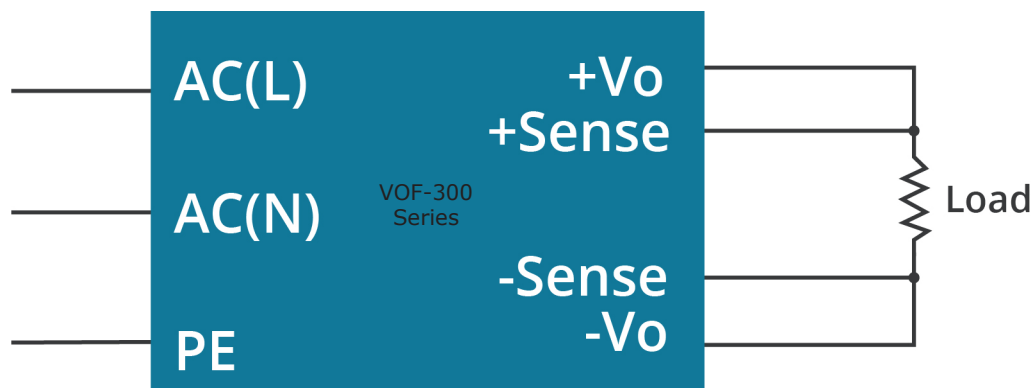 AC(L)
AC(N)
PE
VOF-300
Series
+Vo
+Sense
-Sense
-Vo
Load